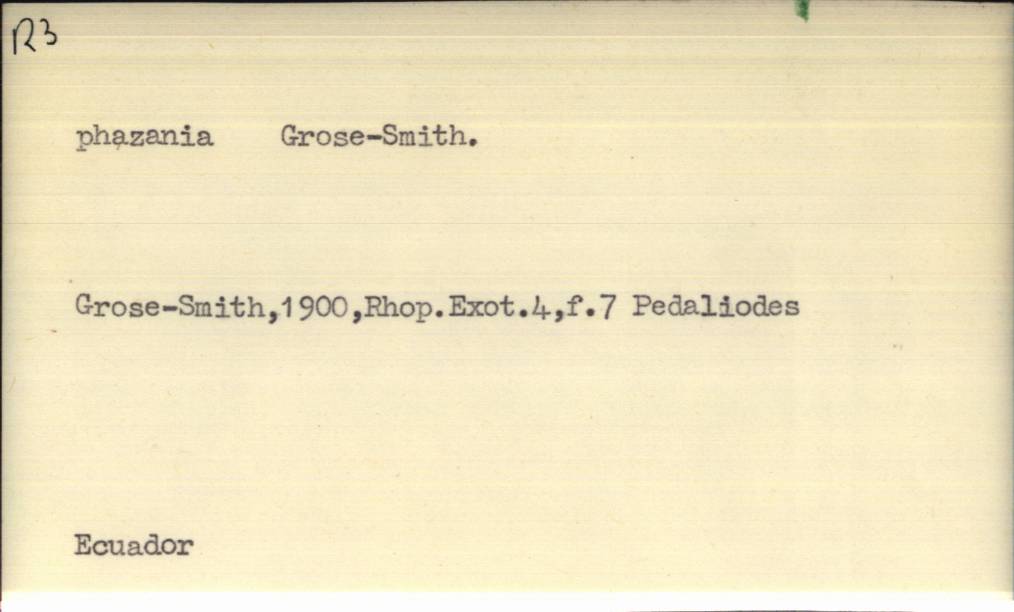 R3
phazania Grose-Smith.
Grose-Smith,1900,Rhop.Exot.4,f.7 Pedaliodes
Ecuador